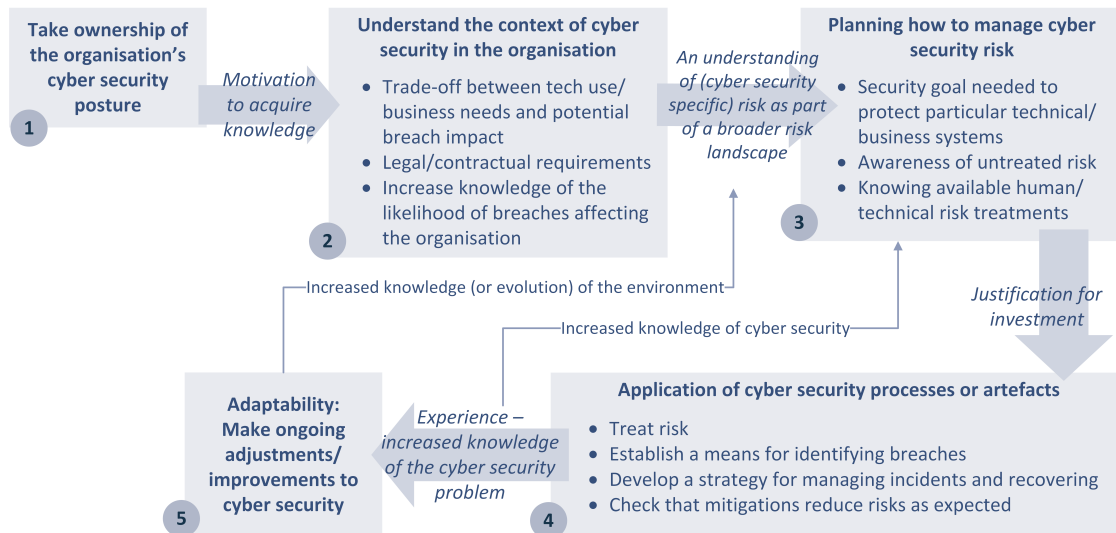 Take ownership of
the organisation’s
cyber security
posture
1
Motivation
to acquire
knowledge
Understand the context of cyber
security in the organisation
• Trade-off between tech use/
business needs and potential
breach impact
• Legal/contractual requirements
• Increase knowledge of the
likelihood of breaches affecting
the organisation
2
An understanding
of (cyber security
specific) risk as part
of a broader risk
landscape
Planning how to manage cyber
security risk
• Security goal needed to
protect particular technical/
business systems
• Awareness of untreated risk
• Knowing available human/
technical risk treatments
3
Increased knowledge (or evolution) of the environment
Increased knowledge of cyber security
Justification for
investment
Application of cyber security processes or artefacts
• Treat risk
• Establish a means for identifying breaches
• Develop a strategy for managing incidents and recovering
• Check that mitigations reduce risks as expected
4
Experience –
increased knowledge
of the cyber security
problem
Adaptability:
Make ongoing
adjustments/
improvements to
cyber security
5